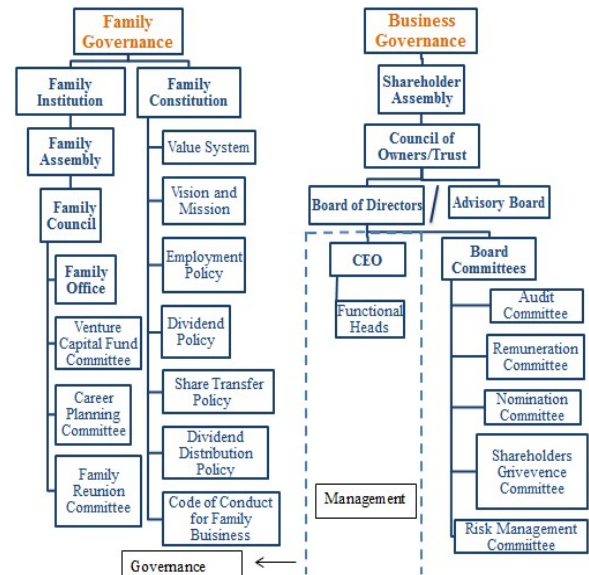 Family
Governance
Family
Institution
Family
Assembly
Family
Council
Family
Office
Venture
Capital Fund
Committee
Career
Planning
Committee
Family
Reunion
Committee
Family
Constitution
Value System
Vision and
Mission
Employment
Policy
Dividend
Policy
Share Transfer
Policy
Dividend
Distribution
Policy
Code of Conduct
for Family
Buisiness
Governance
Business
Governance
Shareholder
Assembly
Council of
Owners/Trust
Board of Directors
/
Advisory Board
CEO
Functional
Heads
Management
Board
Committees
Audit
Committee
Remuneration
Committee
Nomination
Committee
Shareholders
Grivevence
Committee
Risk Management
Commiittee